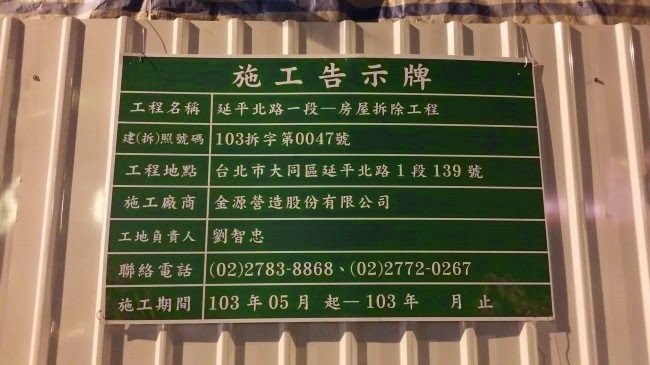 施工告示牌
工程名稱 延平北路一段—房屋拆除工程
建(拆)照號碼 103拆字第0047號
工程地點 台北市大同區延平北路1段139號
施工廠商 金源營造股份有限公司
工地負責人 劉智忠
聯絡電話 (02)2783-8868、(02)2772-0267
施工期間 103年05月 起—103年 月 止